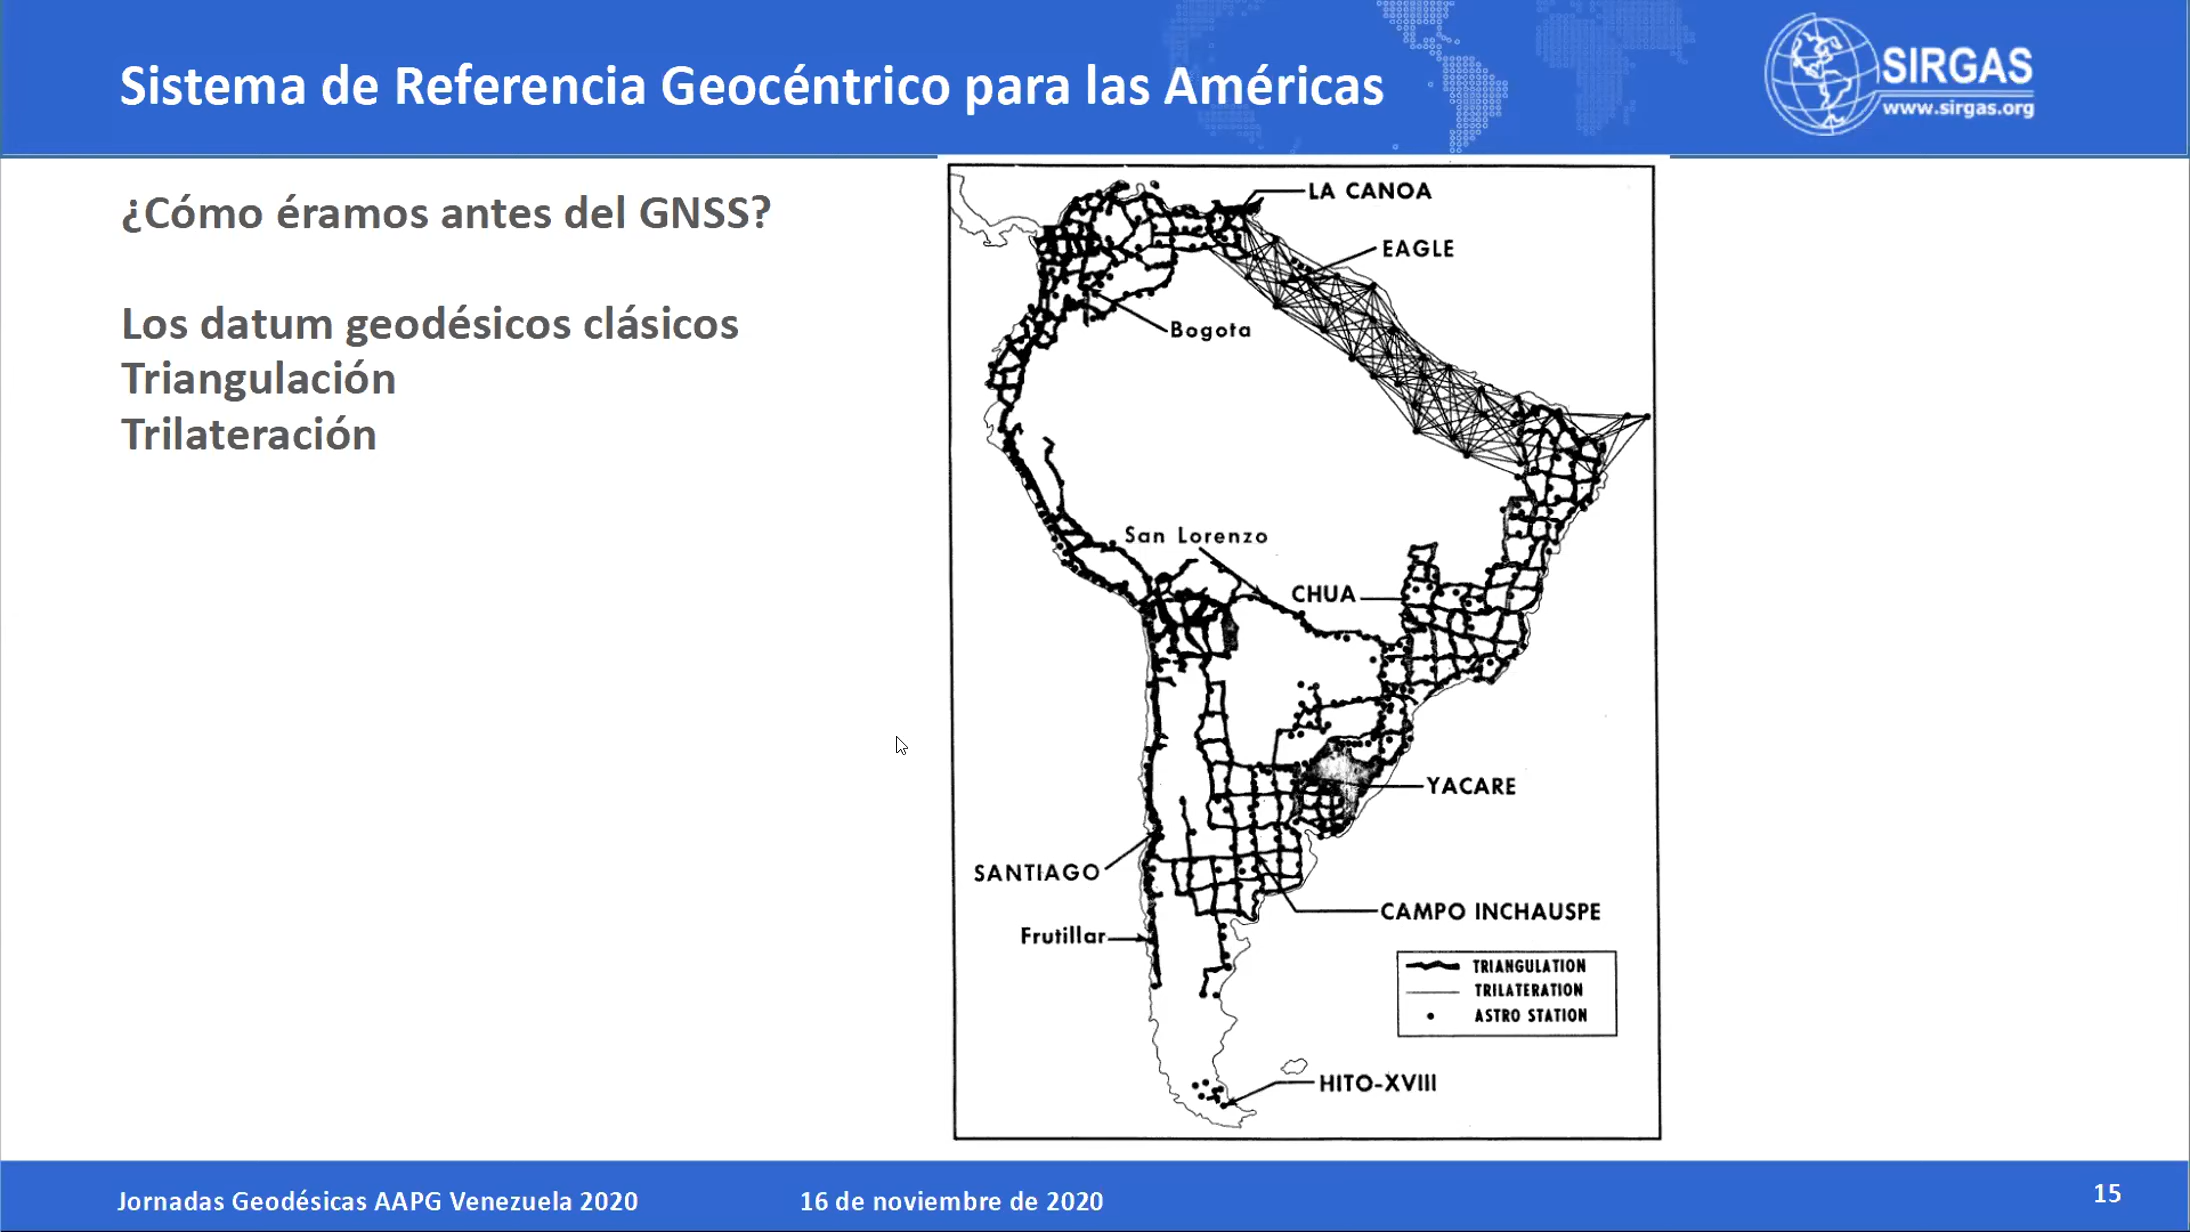 Sistema de Referencia Geocéntrico para las Américas
SIRGAS
www.sirgas.org
¿Cómo éramos antes del GNSS?
Los datum geodésicos clásicos
Triangulación
Trilateración
LA CANOA
EAGLE
Bogota
San Lorenzo
CHUA
YACARE
SANTIAGO
CAMPO INCHAUSPE
Frutillar
TRIANGULATION
TRILATERATION
ASTRO STATION
HITO-XVIII
Jornadas Geodésicas AAPG Venezuela 2020
16 de noviembre de 2020
15